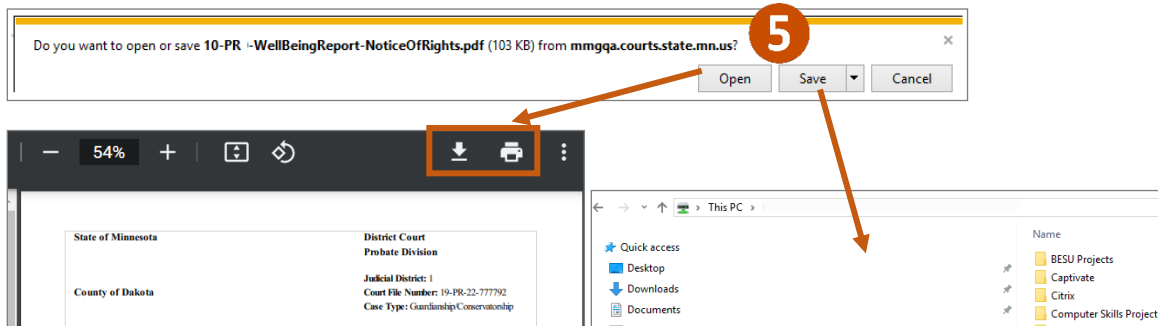 5
Do you want to open or save 10-PR -WellBeingReport-NoticeOfRights.pdf (103 KB) from mmgqa.courts.state.mn.us?
Open Save Cancel
54%
State of Minnesota
District Court
Probate Division
Judicial District: 1
County of Dakota
Court File Number: 19-PR-22-777792
Case Type: Guardianship/Conservatorship
This PC
Quick access
Desktop
Downloads
Documents
Name
BESU Projects
Captivate
Citrix
Computer Skills Project